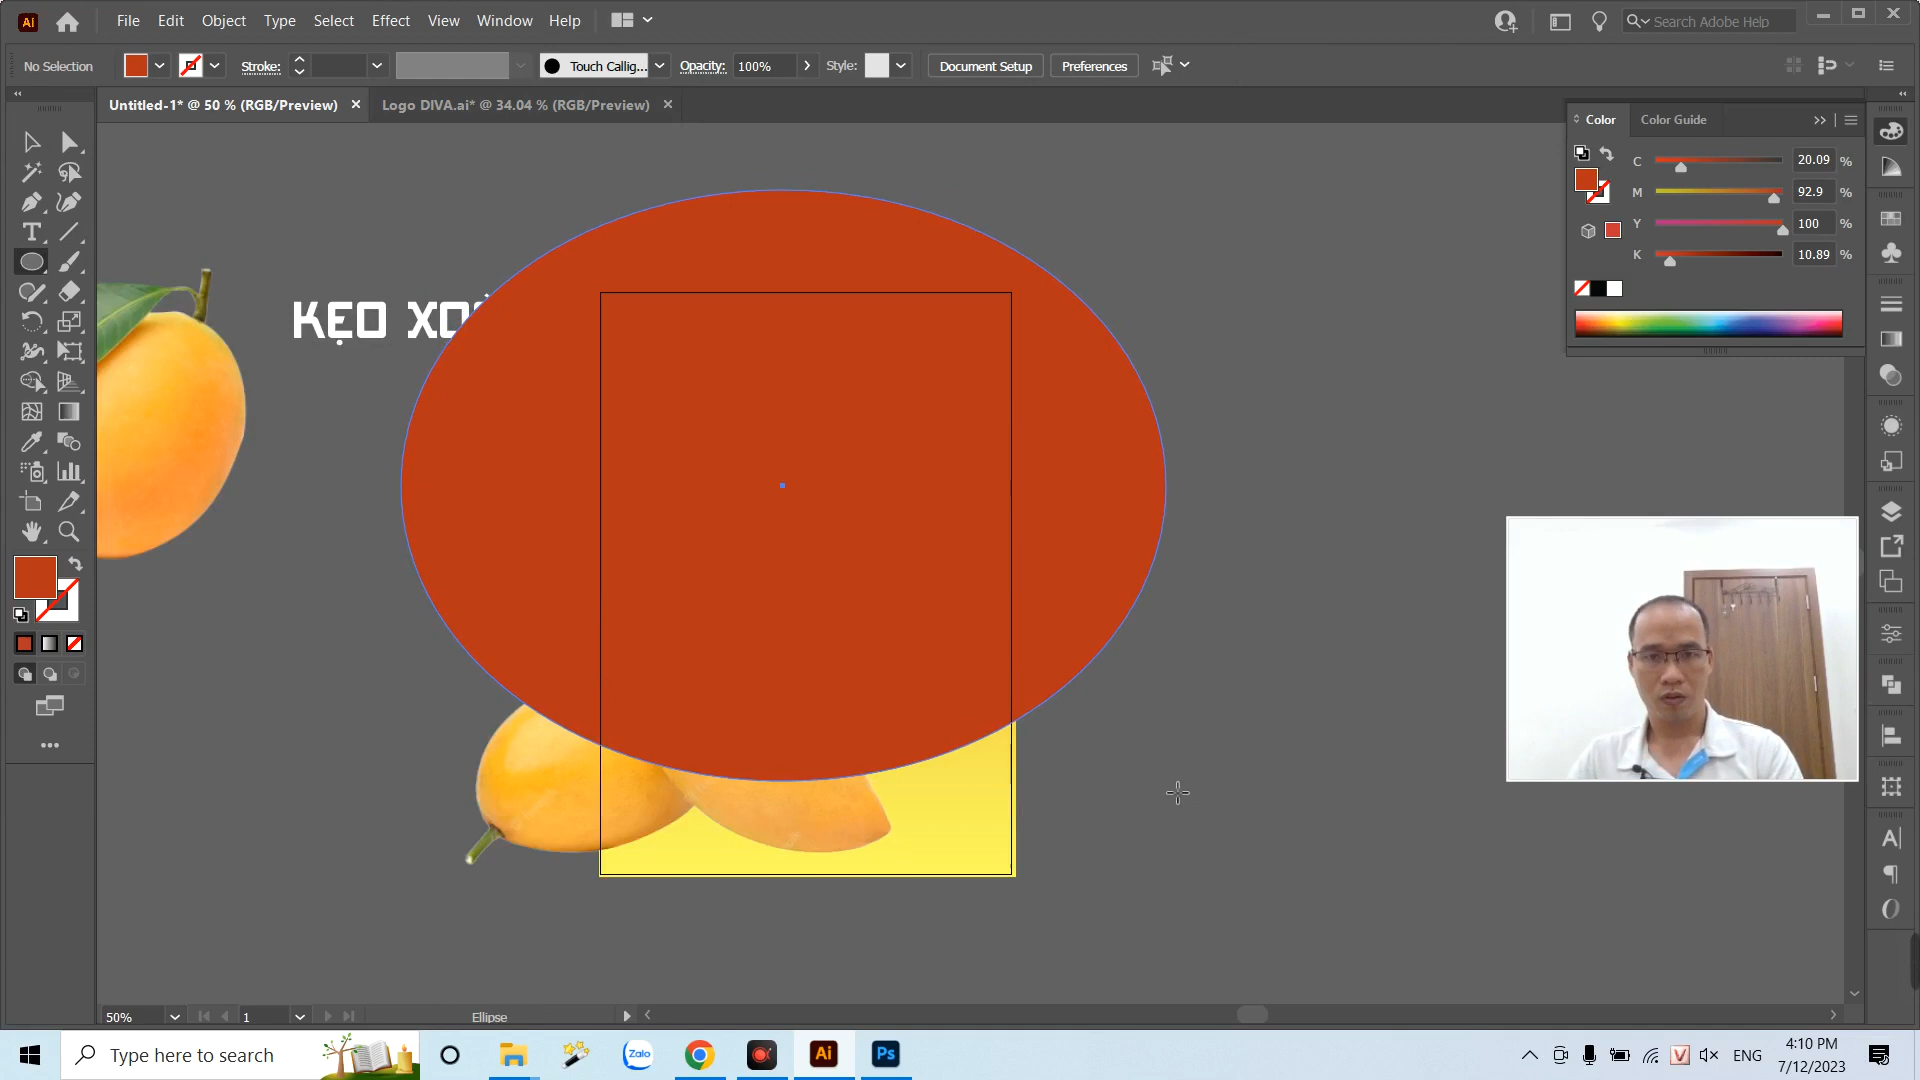 Ai File Edit Object Type Select Effect View Window Help Search Adobe Help
No Selection Stroke: Touch Callig... Opacity: 100% Style: Document Setup Preferences
Untitled-1* @ 50 % (RGB/Preview) × Logo DIVA.ai* @ 34.04 % (RGB/Preview) ×
Color Color Guide
C 20.09 %
M 92.9 %
Y 100 %
K 10.89 %
KẸO
50% 1 Ellipse
Type here to search Zalo Ai Ps ENG
4:10 PM
7/12/2023